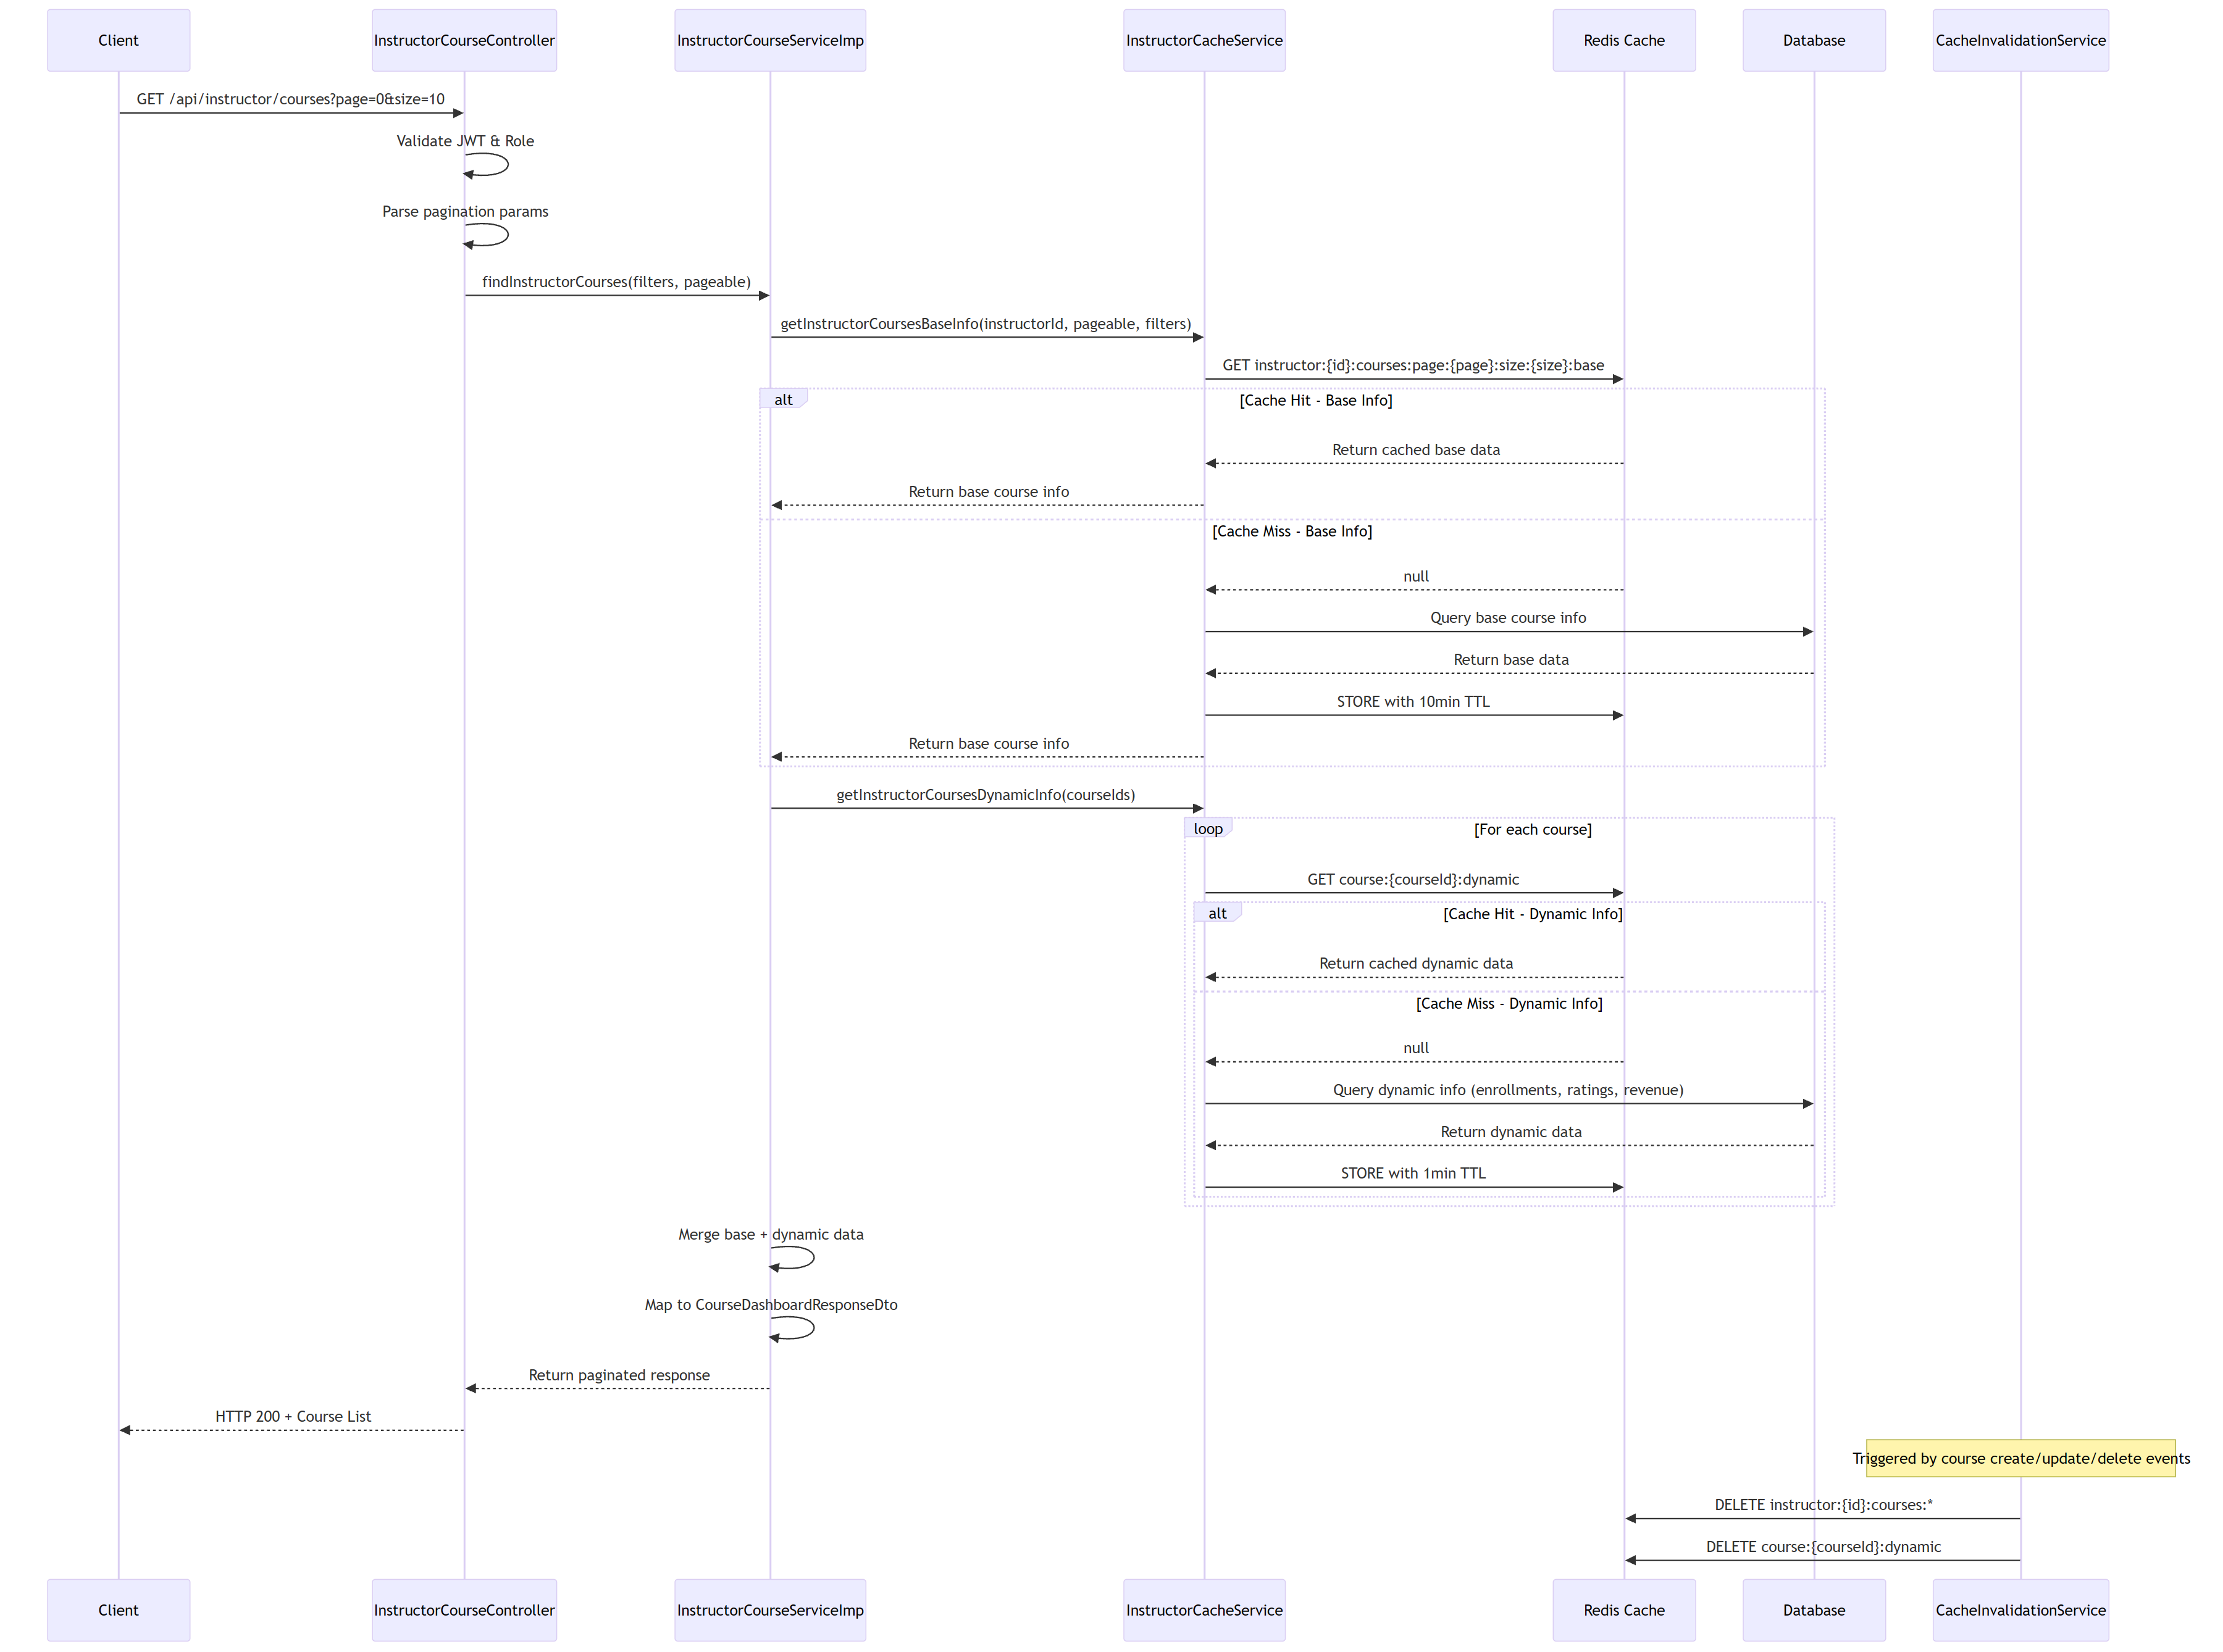 Client
InstructorCourseController
InstructorCourseServiceImp
InstructorCacheService
Redis Cache
Database
CacheInvalidationService
GET /api/instructor/courses?page=0&size=10
Validate JWT & Role
Parse pagination params
findInstructorCourses(filters, pageable)
getInstructorCoursesBaseInfo(instructorId, pageable, filters)
GET instructor:{id}:courses:page:{page}:size:{size}:base
alt
[Cache Hit - Base Info]
Return cached base data
Return base course info
[Cache Miss - Base Info]
null
Query base course info
Return base data
STORE with 10min TTL
Return base course info
getInstructorCoursesDynamicInfo(courseIds)
loop
[For each course]
GET course:{courseId}:dynamic
alt
[Cache Hit - Dynamic Info]
Return cached dynamic data
[Cache Miss - Dynamic Info]
null
Query dynamic info (enrollments, ratings, revenue)
Return dynamic data
STORE with 1min TTL
Merge base + dynamic data
Map to CourseDashboardResponseDto
Return paginated response
HTTP 200 + Course List
Triggered by course create/update/delete events
DELETE instructor:{id}:courses:*
DELETE course:{courseId}:dynamic
Client
InstructorCourseController
InstructorCourseServiceImp
InstructorCacheService
Redis Cache
Database
CacheInvalidationService